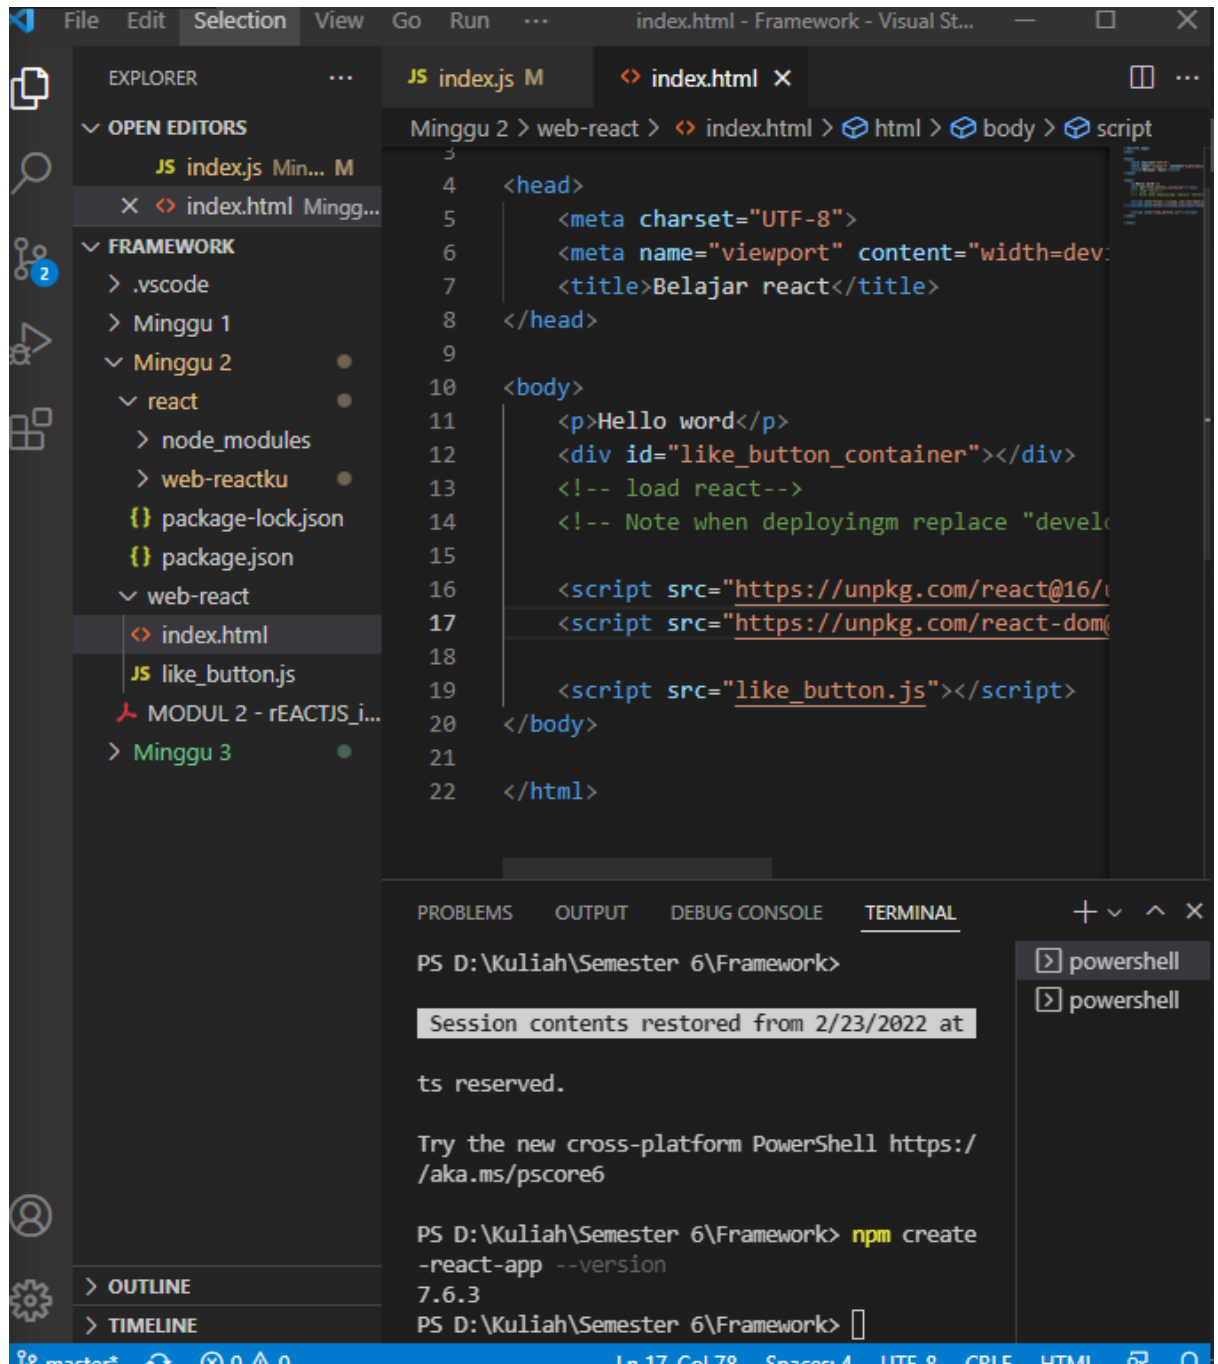 File Edit Selection View Go Run ··· index.html - Framework - Visual St...
EXPLORER ···
JS index.js M <> index.html ···
OPEN EDITORS
Minggu 2 > web-react > <> index.html > html > body > script
JS index.js Min... M
<> index.html Mingg...
FRAMEWORK
> .vscode
> Minggu 1
Minggu 2
react
> node_modules
> web-reactku
{} package-lock.json
{} package.json
web-react
<> index.html
JS like_button.js
MODUL 2 - rEACTJS_i...
> Minggu 3
2
3
4 <head>
5 <meta charset="UTF-8">
6 <meta name="viewport" content="width=dev
7 <title>Belajar react</title>
8 </head>
9
10 <body>
11 <p>Hello word</p>
12 <div id="like_button_container"></div>
13 <!-- load react-->
14 <!-- Note when deployingm replace "develo
15
16 <script src="https://unpkg.com/react@16/u
17 <script src="https://unpkg.com/react-dom@
18
19 <script src="like_button.js"></script>
20 </body>
21
22 </html>
PROBLEMS OUTPUT DEBUG CONSOLE TERMINAL
PS D:\Kuliah\Semester 6\Framework>
Session contents restored from 2/23/2022 at
ts reserved.
Try the new cross-platform PowerShell https:/
/aka.ms/pscore6
PS D:\Kuliah\Semester 6\Framework> npm create
-react-app --version
7.6.3
PS D:\Kuliah\Semester 6\Framework>
powershell
powershell
> OUTLINE
> TIMELINE
master* 0 0 Ln 17, Col 78 Spaces: 4 UTF-8 CRLF HTML